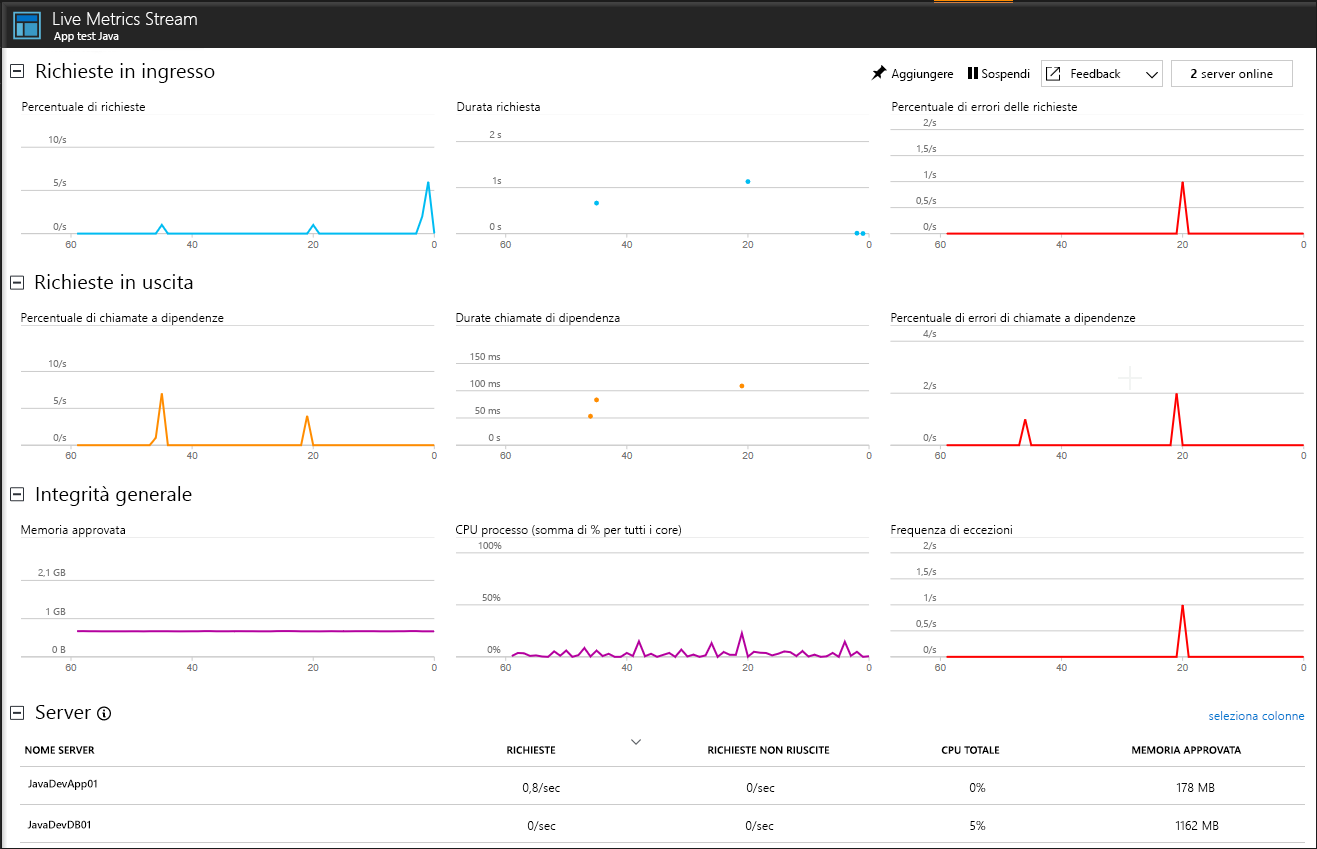 Live Metrics Stream
App test Java
Richieste in ingresso
Aggiungere Sospendi Feedback 2 server online
Percentuale di richieste
10/s
5/s
0/s
60 40 20 0
Durata richiesta
2 s
1s
0 s
60 40 20 0
Percentuale di errori delle richieste
2/s
1,5/s
1/s
0,5/s
0/s
60 40 20 0
Richieste in uscita
Percentuale di chiamate a dipendenze
10/s
5/s
0/s
60 40 20 0
Durate chiamate di dipendenza
150 ms
100 ms
50 ms
0 s
60 40 20 0
Percentuale di errori di chiamate a dipendenze
4/s
2/s
0/s
60 40 20 0
Integrità generale
Memoria approvata
2,1 GB
1 GB
0 B
60 40 20 0
CPU processo (somma di % per tutti i core)
100%
50%
0%
60 40 20 0
Frequenza di eccezioni
2/s
1,5/s
1/s
0,5/s
0/s
60 40 20 0
Server
seleziona colonne
NOME SERVER RICHIESTE RICHIESTE NON RIUSCITE CPU TOTALE MEMORIA APPROVATA
JavaDevApp01 0,8/sec 0/sec 0% 178 MB
JavaDevDB01 0/sec 0/sec 5% 1162 MB